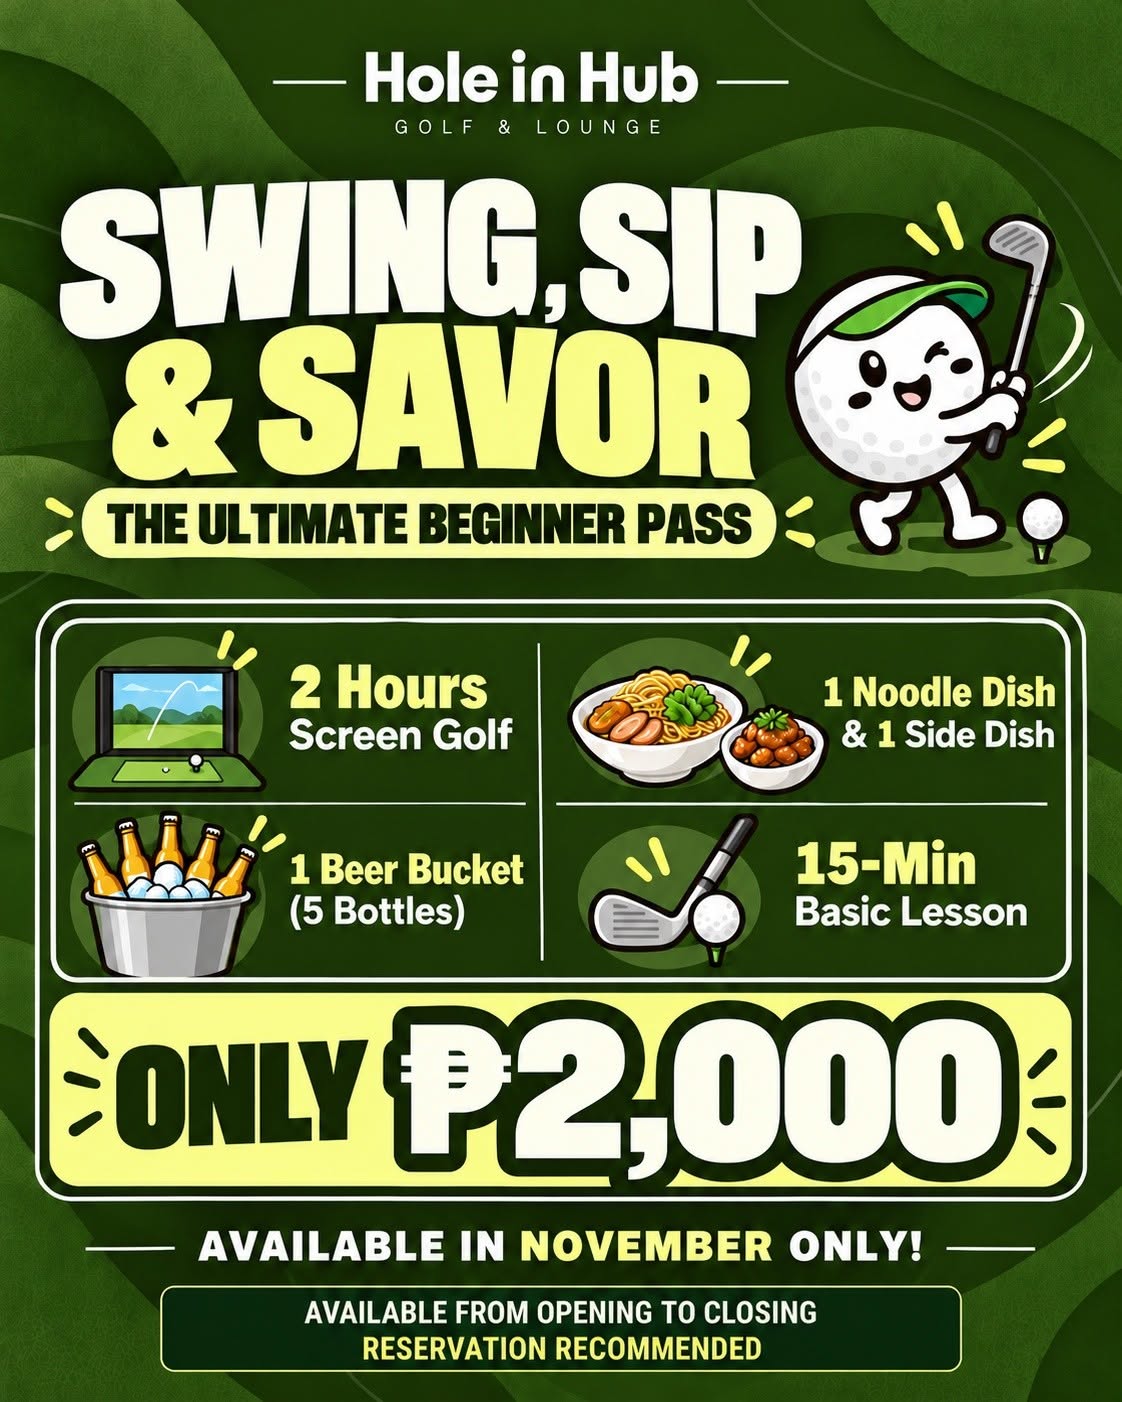 Hole in Hub
GOLF & LOUNGE
SWING, SIP
& SAVOR
THE ULTIMATE BEGINNER PASS
2 Hours
Screen Golf
1 Noodle Dish
& 1 Side Dish
1 Beer Bucket
(5 Bottles)
15-Min
Basic Lesson
ONLY ₱2,000
AVAILABLE IN NOVEMBER ONLY!
AVAILABLE FROM OPENING TO CLOSING
RESERVATION RECOMMENDED